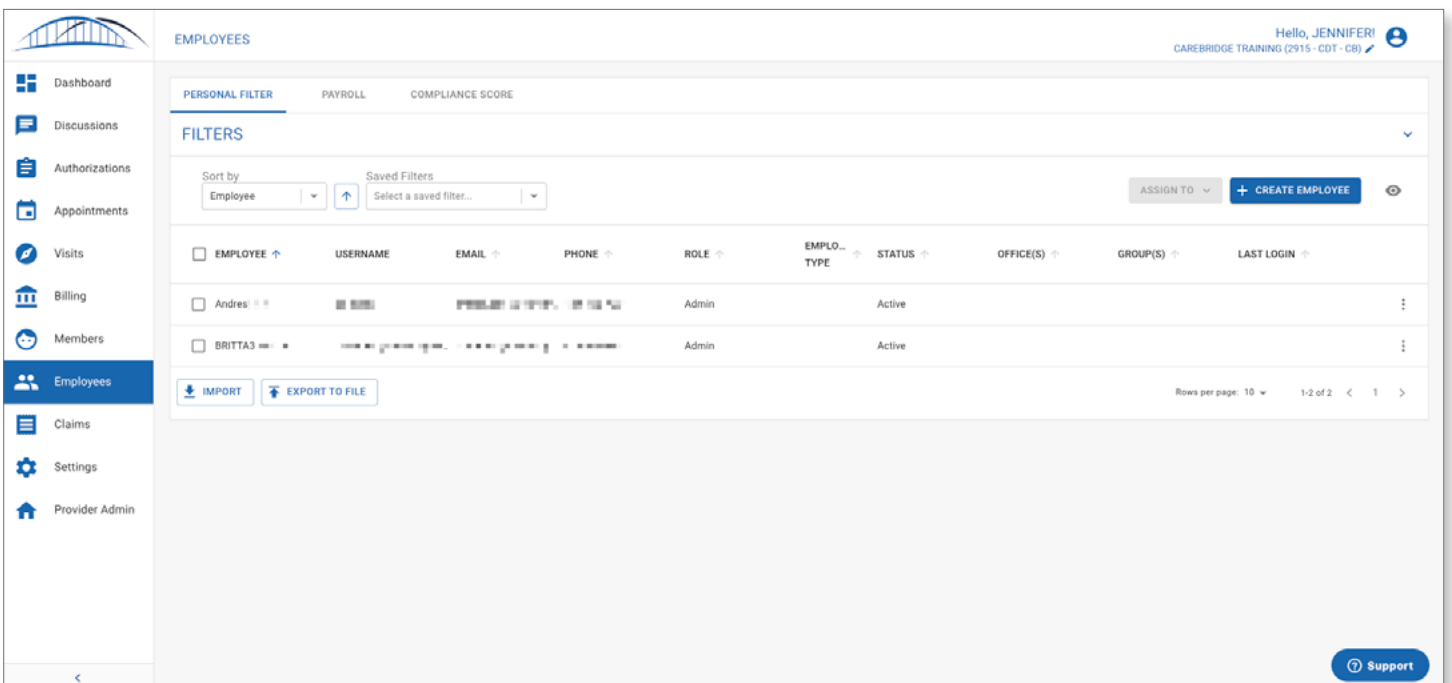 EMPLOYEES
Hello, JENNIFER!
CAREBRIDGE TRAINING (2915 - CDT - CB)
Dashboard
Discussions
Authorizations
Appointments
Visits
Billing
Members
Employees
Claims
Settings
Provider Admin
PERSONAL FILTER PAYROLL COMPLIANCE SCORE
FILTERS
Sort by Saved Filters
Employee Select a saved filter...
ASSIGN TO + CREATE EMPLOYEE
EMPLOYEE USERNAME EMAIL PHONE ROLE EMPLO... TYPE STATUS OFFICE(S) GROUP(S) LAST LOGIN
Andres Admin Active
BRITTA3 Admin Active
IMPORT EXPORT TO FILE Rows per page: 10 1-2 of 2 < 1 >
<
Support